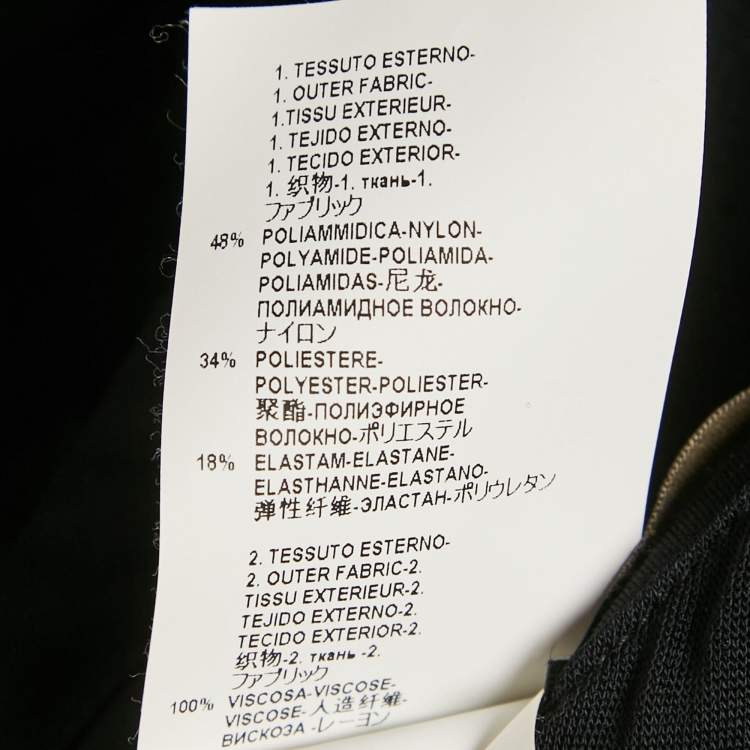 1. TESSUTO ESTERNO-
1. OUTER FABRIC-
1.TISSU EXTERIEUR-
1. TEJIDO EXTERNO-
1. TECIDO EXTERIOR-
1. 织物-1. ткань-1.
ファブリック
48% POLIAMMIDICA-NYLON-
POLYAMIDE-POLIAMIDA-
POLIAMIDAS-尼龙-
ПОЛИАМИДНОЕ ВОЛОКНО-
ナイロン
34% POLIESTERE-
POLYESTER-POLIESTER-
聚酯-ПОЛИЭФИРНОЕ
ВОЛОКНО-ポリエステル
18% ELASTAM-ELASTANE-
ELASTHANNE-ELASTANO-
弹性纤维-ЭЛАСТАН-ポリウレタン
2. TESSUTO ESTERNO-
2. OUTER FABRIC-2.
TISSU EXTERIEUR-2.
TEJIDO EXTERNO-2.
TECIDO EXTERIOR-2.
织物-2. ткань -2.
ファブリック
100% VISCOSA-VISCOSE-
VISCOSE-人造纤维-
ВИСКОЗА-レーヨン